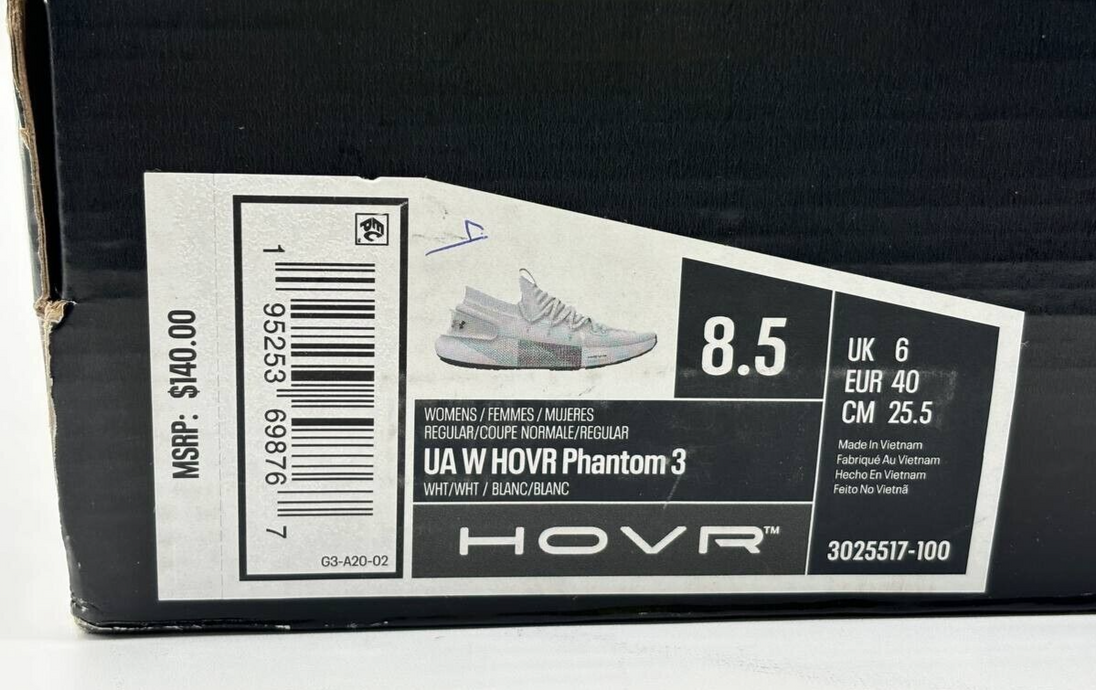 MSRP: $140.00
1 95253 69876 7
G3-A20-02
8.5
UK 6
EUR 40
CM 25.5
Made In Vietnam
Fabriqué Au Vietnam
Hecho En Vietnam
Feito No Vietnã
3025517-100
WOMENS / FEMMES / MUJERES
REGULAR/COUPE NORMALE/REGULAR
UA W HOVR Phantom 3
WHT/WHT / BLANC/BLANC
HOVR™